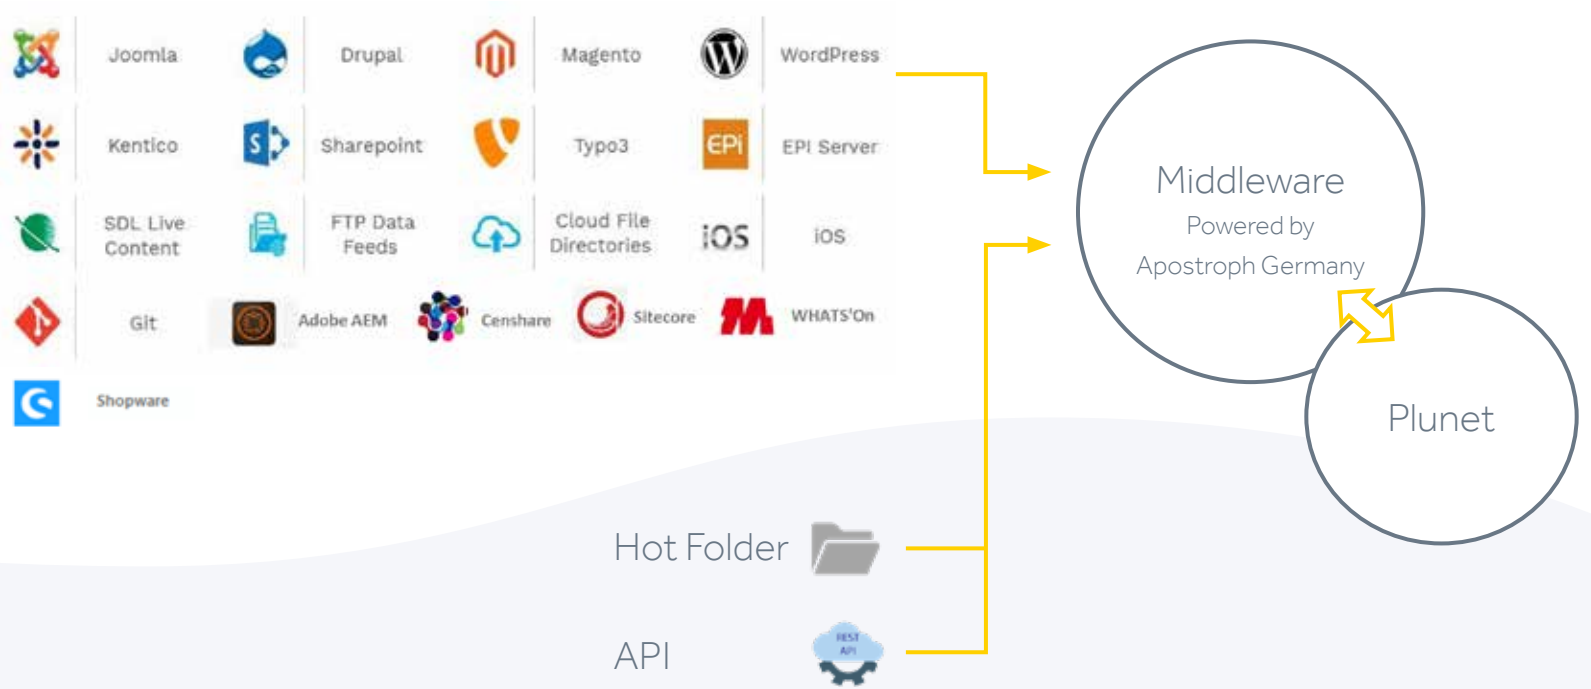 Joomla
Drupal
Magento
WordPress
Kentico
S
Sharepoint
Typo3
EPi
EPI Server
SDL Live
Content
FTP Data
Feeds
Cloud File
Directories
iOS
iOS
Git
Adobe AEM
Censhare
Sitecore
WHATS'On
Shopware
Middleware
Powered by
Apostroph Germany
Plunet
Hot Folder
API
REST
API